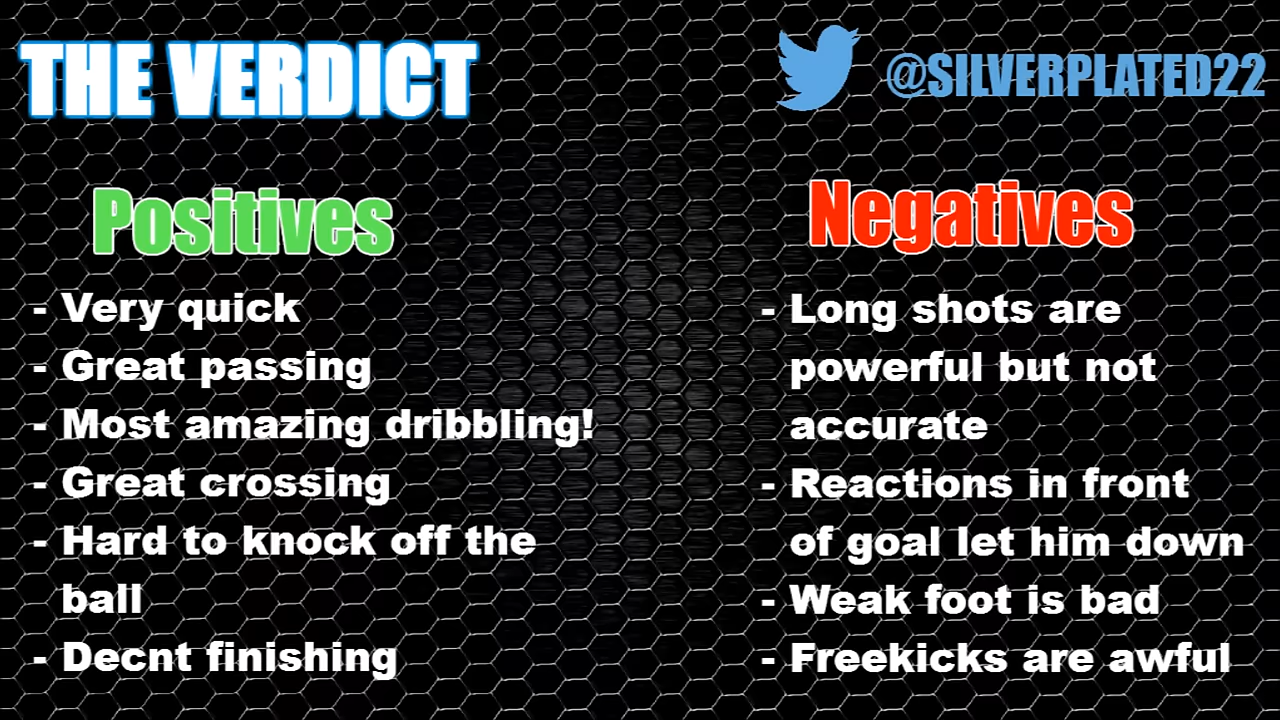 THE VERDICT
@SILVERPLATED22
Positives
- Very quick
- Great passing
- Most amazing dribbling!
- Great crossing
- Hard to knock off the
ball
- Decnt finishing
Negatives
- Long shots are
powerful but not
accurate
- Reactions in front
of goal let him down
- Weak foot is bad
- Freekicks are awful